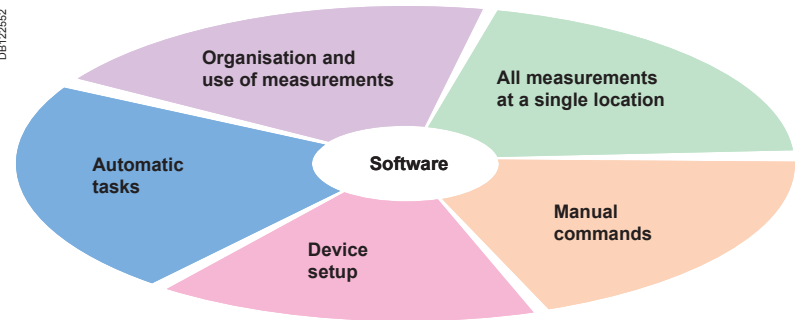 DB122552
Organisation and
use of measurements
All measurements
at a single location
Automatic
tasks
Software
Manual
commands
Device
setup